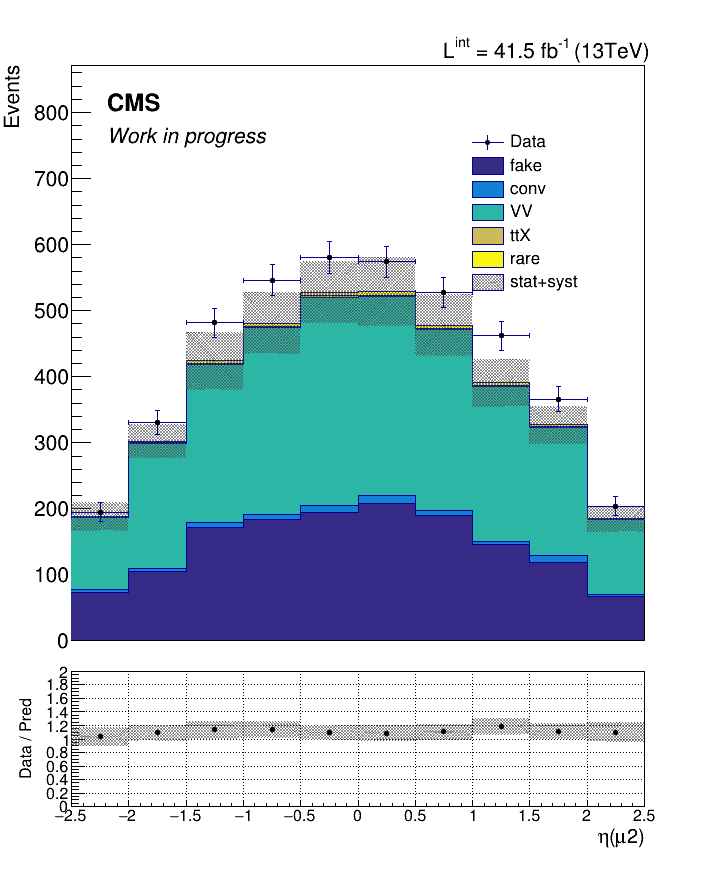 L^int = 41.5 fb^-1 (13TeV)
Events
CMS
Work in progress
Data
fake
conv
VV
ttX
rare
stat+syst
800
700
600
500
400
300
200
100
0
Data / Pred
2
1.8
1.6
1.4
1.2
1
0.8
0.6
0.4
0.2
0
−2.5 −2 −1.5 −1 −0.5 0 0.5 1 1.5 2 2.5
η(μ2)